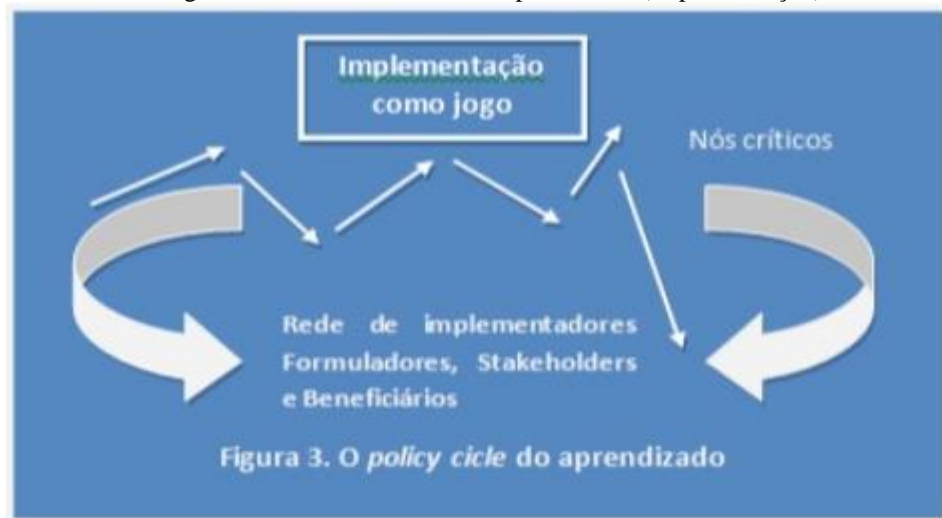 Implementação
como jogo
Nós críticos
Rede de implementadores
Formuladores, Stakeholders
e Beneficiários
Figura 3. O policy cicle do aprendizado